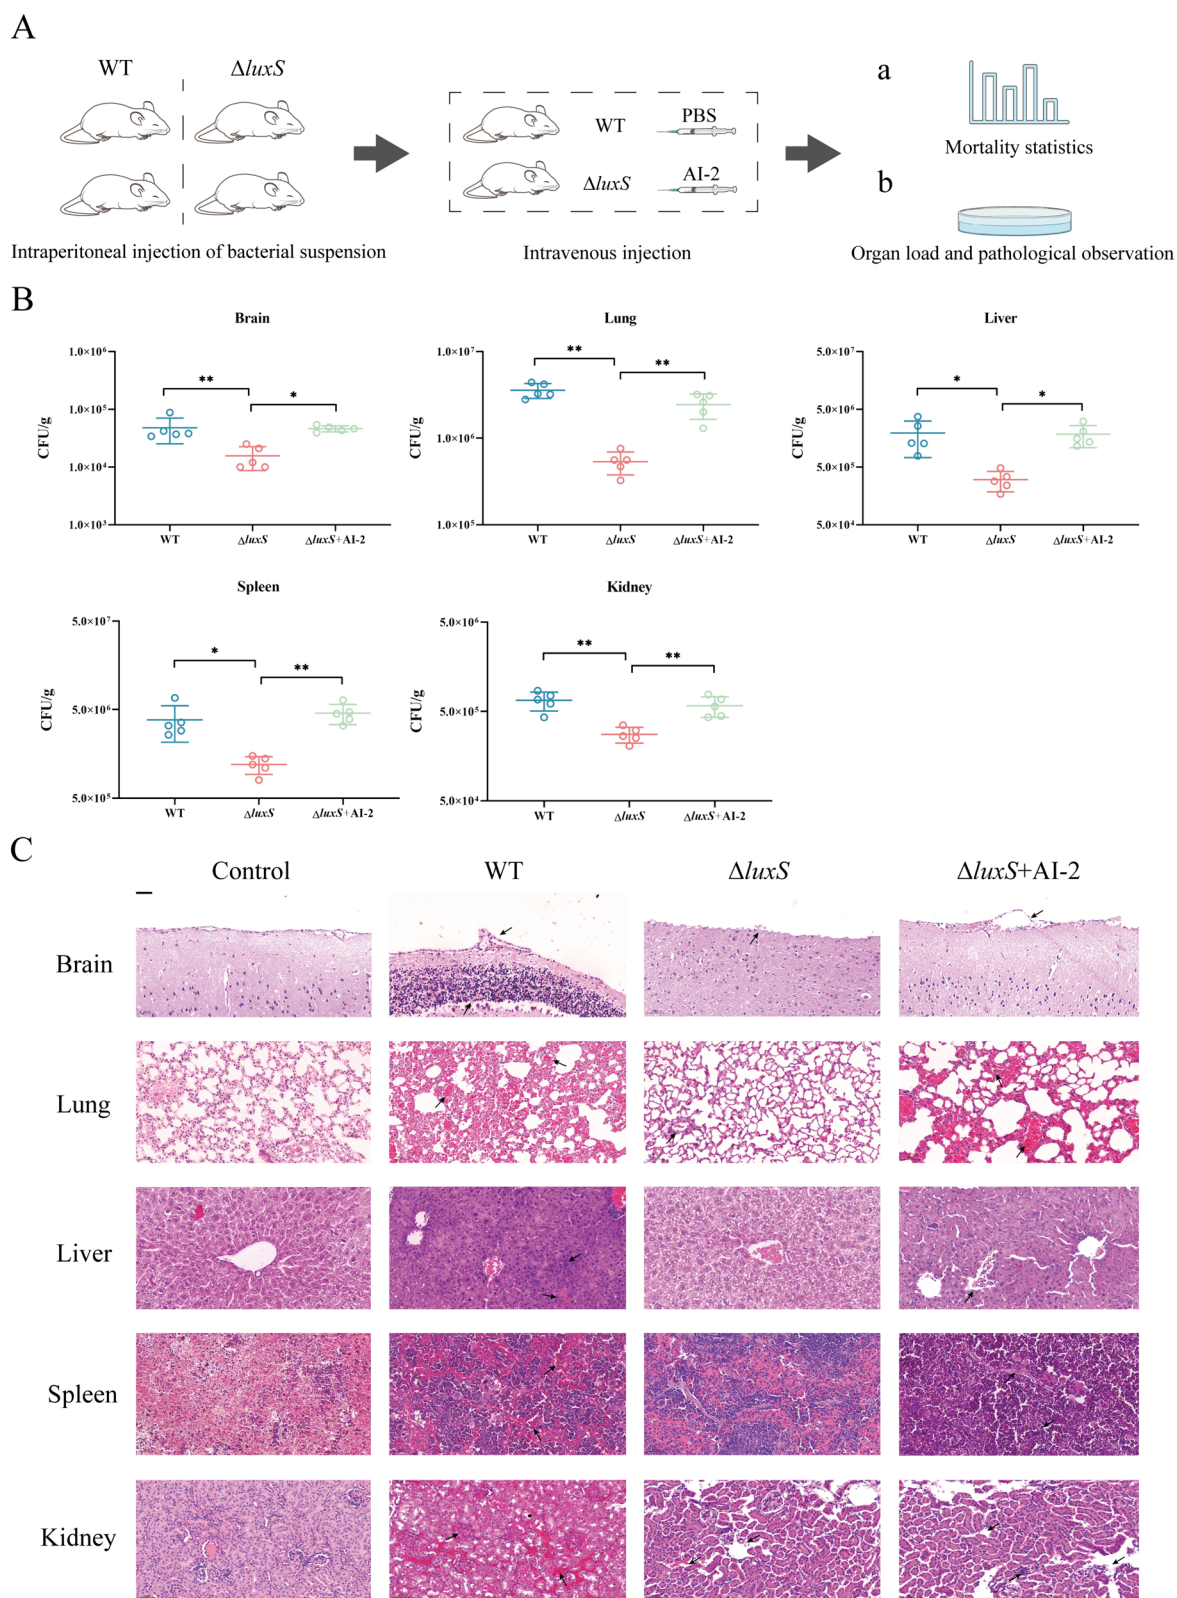 A
WT ΔluxS
Intraperitoneal injection of bacterial suspension
WT PBS
ΔluxS AI-2
Intravenous injection
a
Mortality statistics
b
Organ load and pathological observation
B
Brain
CFU/g
1.0×10⁶
1.0×10⁵
1.0×10⁴
1.0×10³
** *
WT ΔluxS ΔluxS+AI-2
Lung
CFU/g
1.0×10⁷
1.0×10⁶
1.0×10⁵
** **
WT ΔluxS ΔluxS+AI-2
Liver
CFU/g
5.0×10⁷
5.0×10⁶
5.0×10⁵
5.0×10⁴
* *
WT ΔluxS ΔluxS+AI-2
Spleen
CFU/g
5.0×10⁷
5.0×10⁶
5.0×10⁵
* **
WT ΔluxS ΔluxS+AI-2
Kidney
CFU/g
5.0×10⁶
5.0×10⁵
5.0×10⁴
** **
WT ΔluxS ΔluxS+AI-2
C
Control WT ΔluxS ΔluxS+AI-2
Brain
Lung
Liver
Spleen
Kidney